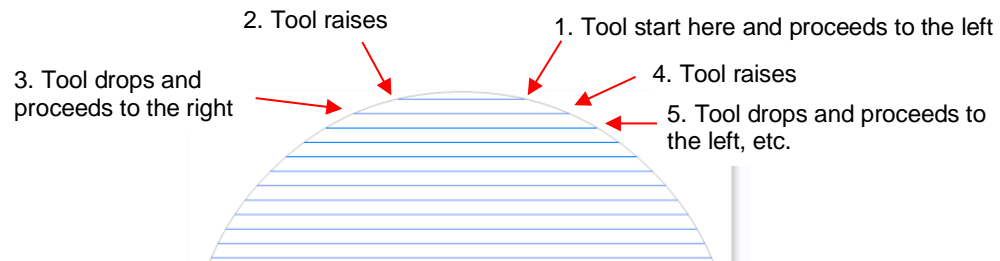 2. Tool raises
1. Tool start here and proceeds to the left
3. Tool drops and
proceeds to the right
4. Tool raises
5. Tool drops and proceeds to
the left, etc.